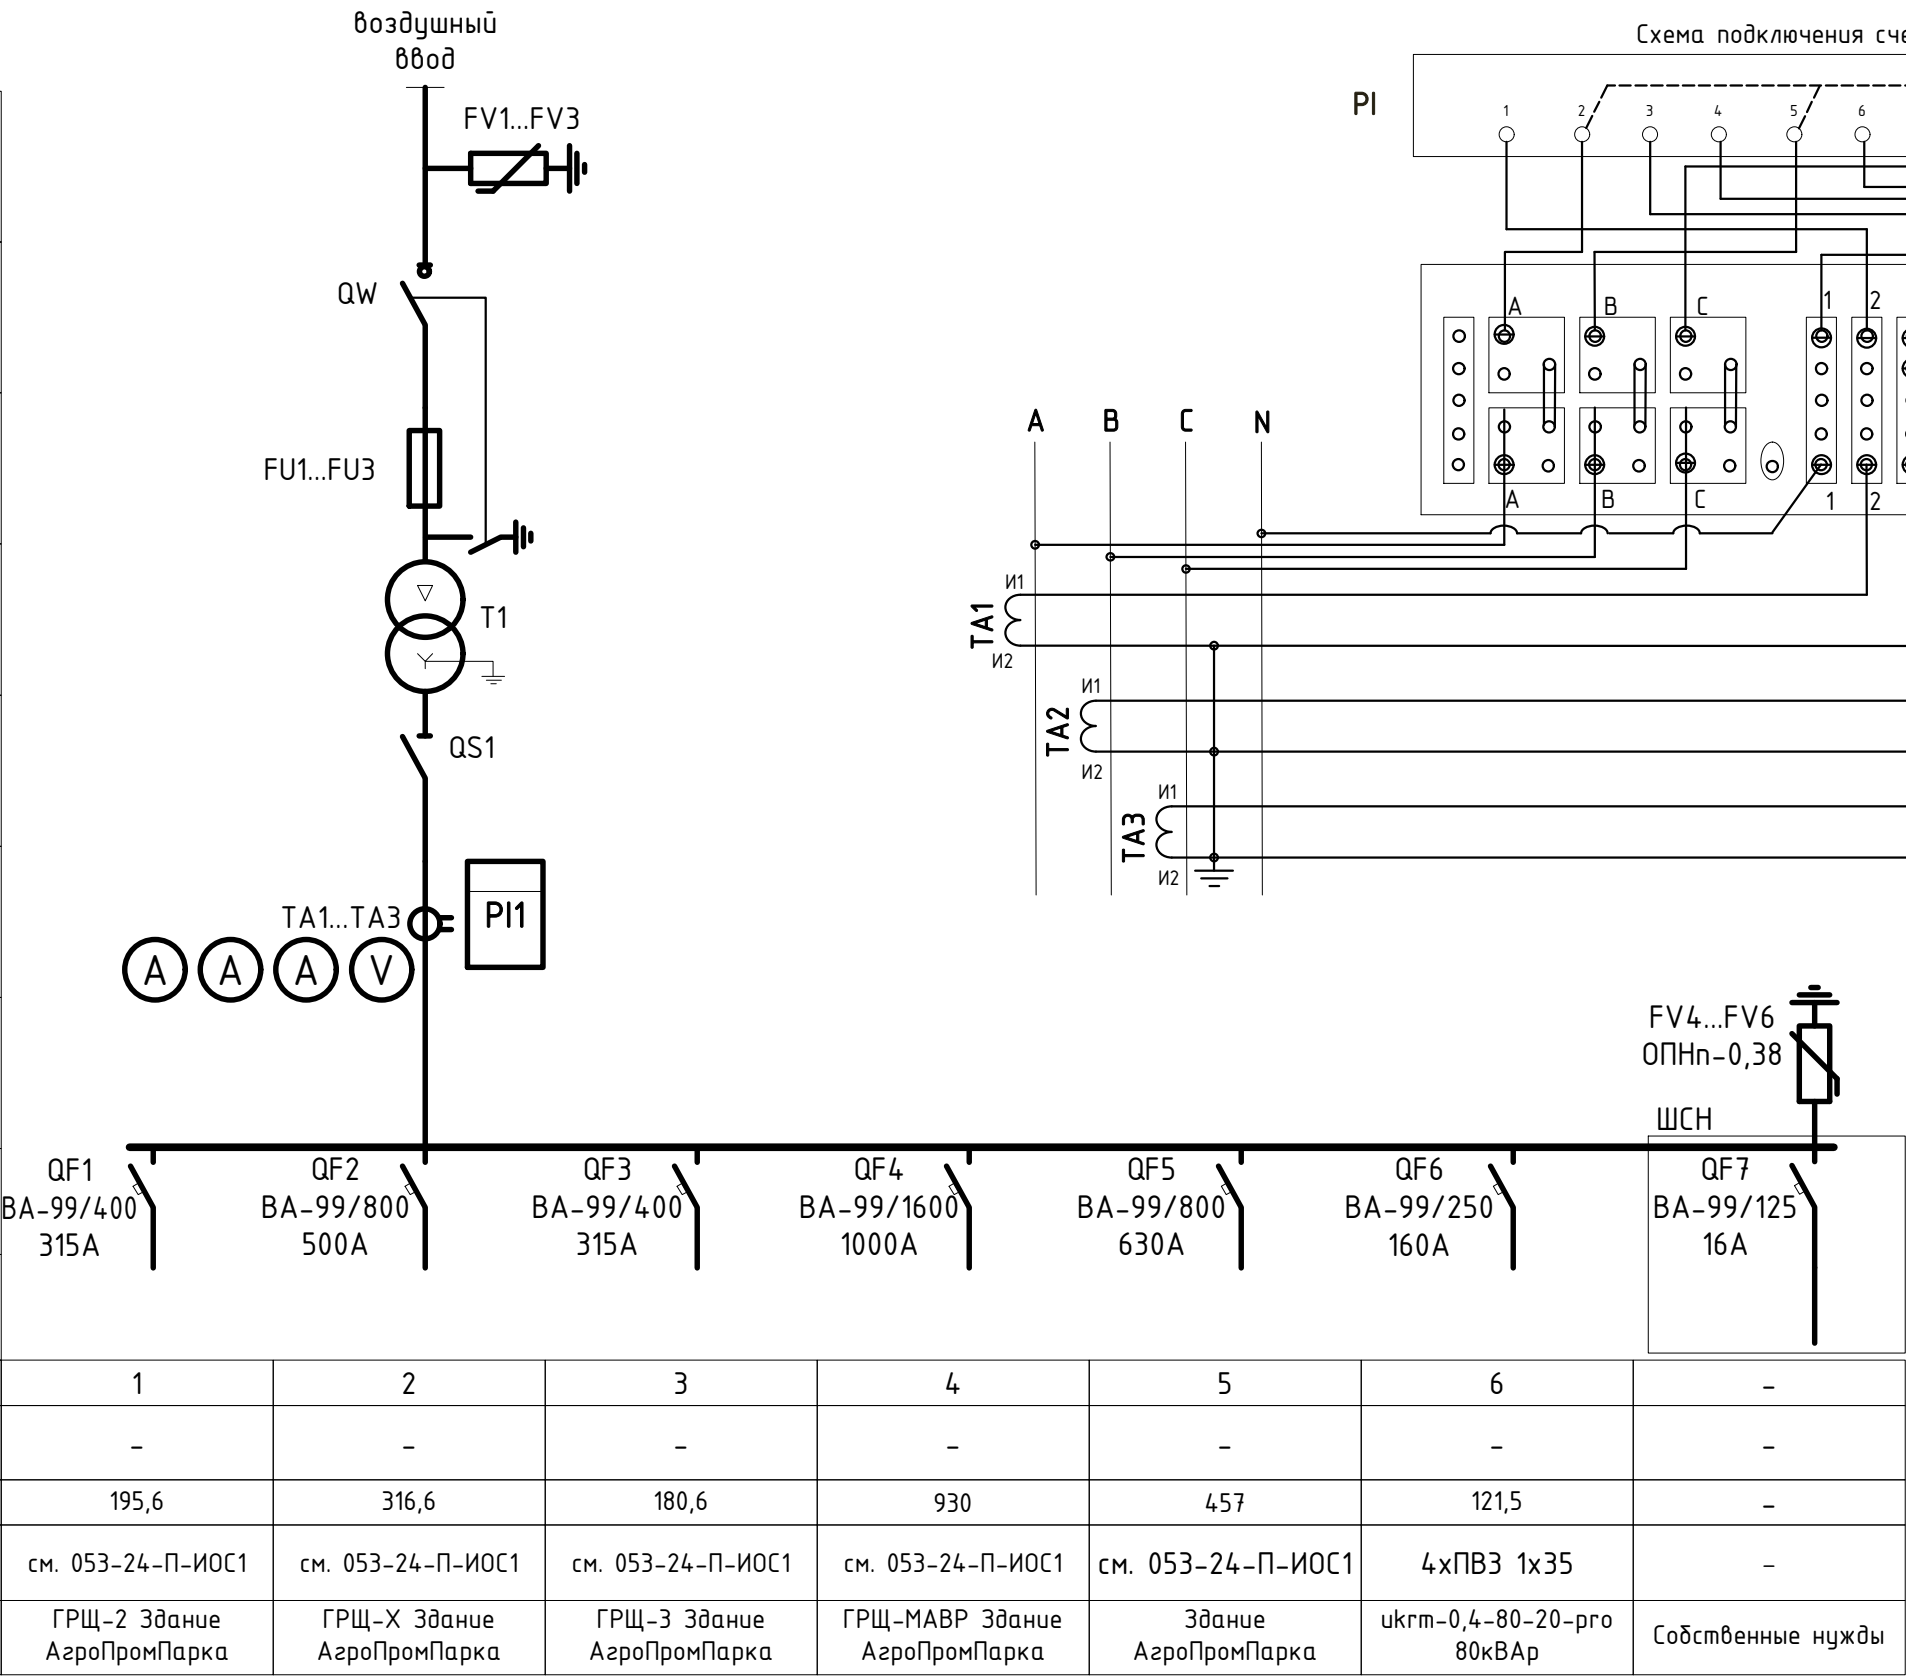 воздушный
ввод
FV1...FV3
QW
FU1...FU3
T1
QS1
TA1...TA3
PI1
A A A V
Схема подключения сче
PI
1 2 3 4 5 6
A B C 1 2
A B C N
A B C 1 2
И1
TA1
И2
И1
TA2
И2
И1
TA3
И2
FV4...FV6
ОПНп-0,38
ШСН
QF1 QF2 QF3 QF4 QF5 QF6 QF7
ВА-99/400 ВА-99/800 ВА-99/400 ВА-99/1600 ВА-99/800 ВА-99/250 ВА-99/125
315А 500А 315А 1000А 630А 160А 16А
1 2 3 4 5 6 -
- - - - - - -
195,6 316,6 180,6 930 457 121,5 -
см. 053-24-П-ИОС1 см. 053-24-П-ИОС1 см. 053-24-П-ИОС1 см. 053-24-П-ИОС1 см. 053-24-П-ИОС1 4хПВ3 1х35 -
ГРЩ-2 Здание ГРЩ-Х Здание ГРЩ-3 Здание ГРЩ-МАВР Здание Здание ukrm-0,4-80-20-pro Собственные нужды
АгроПромПарка АгроПромПарка АгроПромПарка АгроПромПарка АгроПромПарка 80кВАр